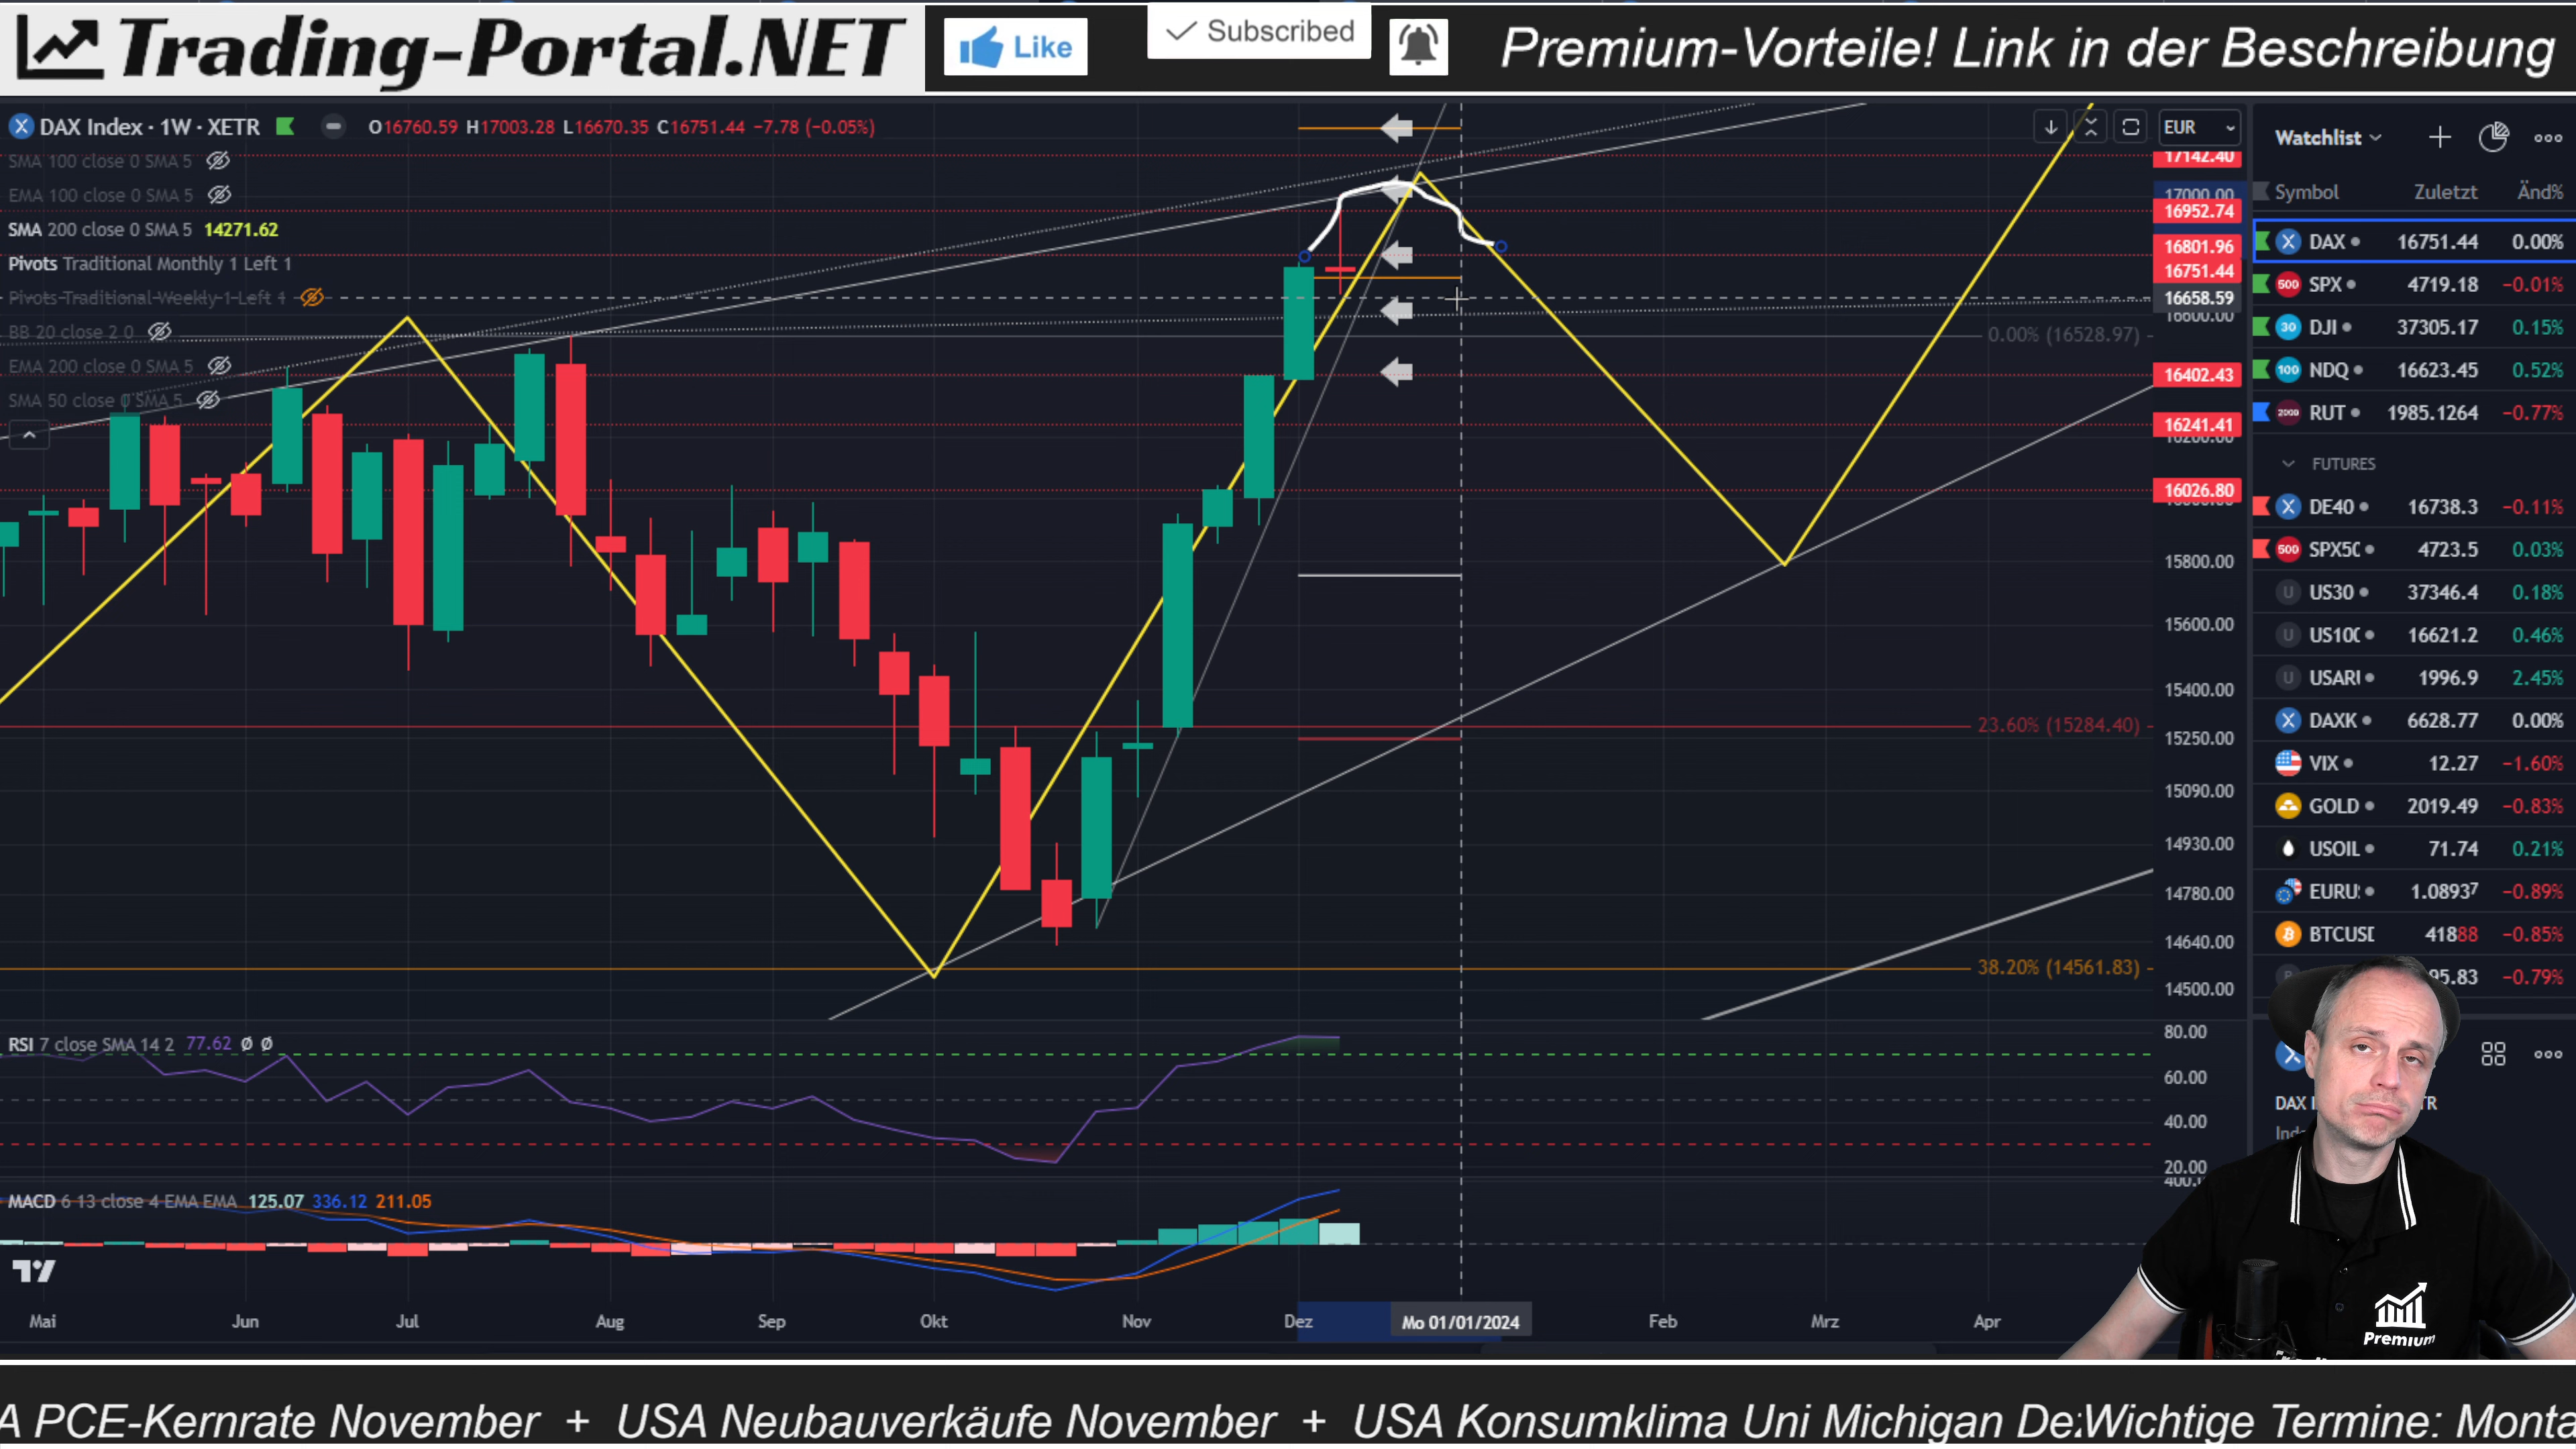 Trading-Portal.NET
Like
Subscribed
Premium-Vorteile! Link in der Beschreibung
DAX Index · 1W · XETR O16760.59 H17003.28 L16670.35 C16751.44 −7.78 (−0.05%)
SMA 100 close 0 SMA 5
EMA 100 close 0 SMA 5
SMA 200 close 0 SMA 5 14271.62
Pivots Traditional Monthly 1 Left 1
Pivots Traditional Weekly 1 Left 1
BB 20 close 2 0
EMA 200 close 0 SMA 5
SMA 50 close 0 SMA 5
EUR
17142.40
17000.00
16952.74
16801.96
16751.44
16658.59
16600.00
0.00% (16528.97)
16402.43
16241.41
16200.00
16026.80
15800.00
15600.00
15400.00
23.60% (15284.40)
15250.00
15090.00
14930.00
14780.00
14640.00
38.20% (14561.83)
14500.00
RSI 7 close SMA 14 2 77.62 Ø Ø
80.00
60.00
40.00
20.00
MACD 6 13 close 4 EMA EMA 125.07 336.12 211.05
Mai Jun Jul Aug Sep Okt Nov Dez Mo 01/01/2024 Feb Mrz Apr
Watchlist
Symbol Zuletzt Änd%
DAX 16751.44 0.00%
500 SPX 4719.18 −0.01%
30 DJI 37305.17 0.15%
100 NDQ 16623.45 0.52%
2000 RUT 1985.1264 −0.77%
FUTURES
DE40 16738.3 −0.11%
500 SPX50 4723.5 0.03%
U US30 37346.4 0.18%
U US100 16621.2 0.46%
U USARI 1996.9 2.45%
DAXK 6628.77 0.00%
VIX 12.27 −1.60%
GOLD 2019.49 −0.83%
USOIL 71.74 0.21%
EURU 1.08937 −0.89%
BTCUSD 41888 −0.85%
95.83 −0.79%
DAX I TR
Premium
A PCE-Kernrate November + USA Neubauverkäufe November + USA Konsumklima Uni Michigan De:Wichtige Termine: Monta